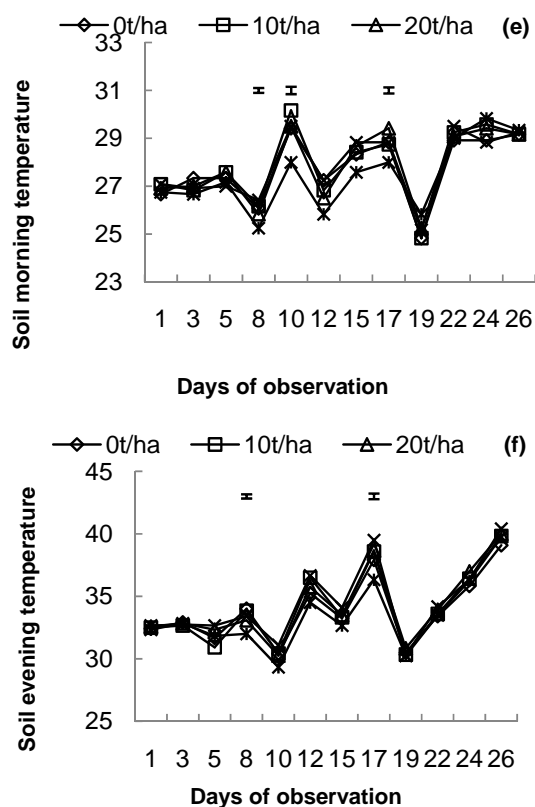 0t/ha 10t/ha 20t/ha (e)
31
29
27
25
23
Soil morning temperature
1 3 5 8 10 12 15 17 19 22 24 26
Days of observation
0t/ha 10t/ha 20t/ha (f)
45
40
35
30
25
Soil evening temperature
1 3 5 8 10 12 15 17 19 22 24 26
Days of observation